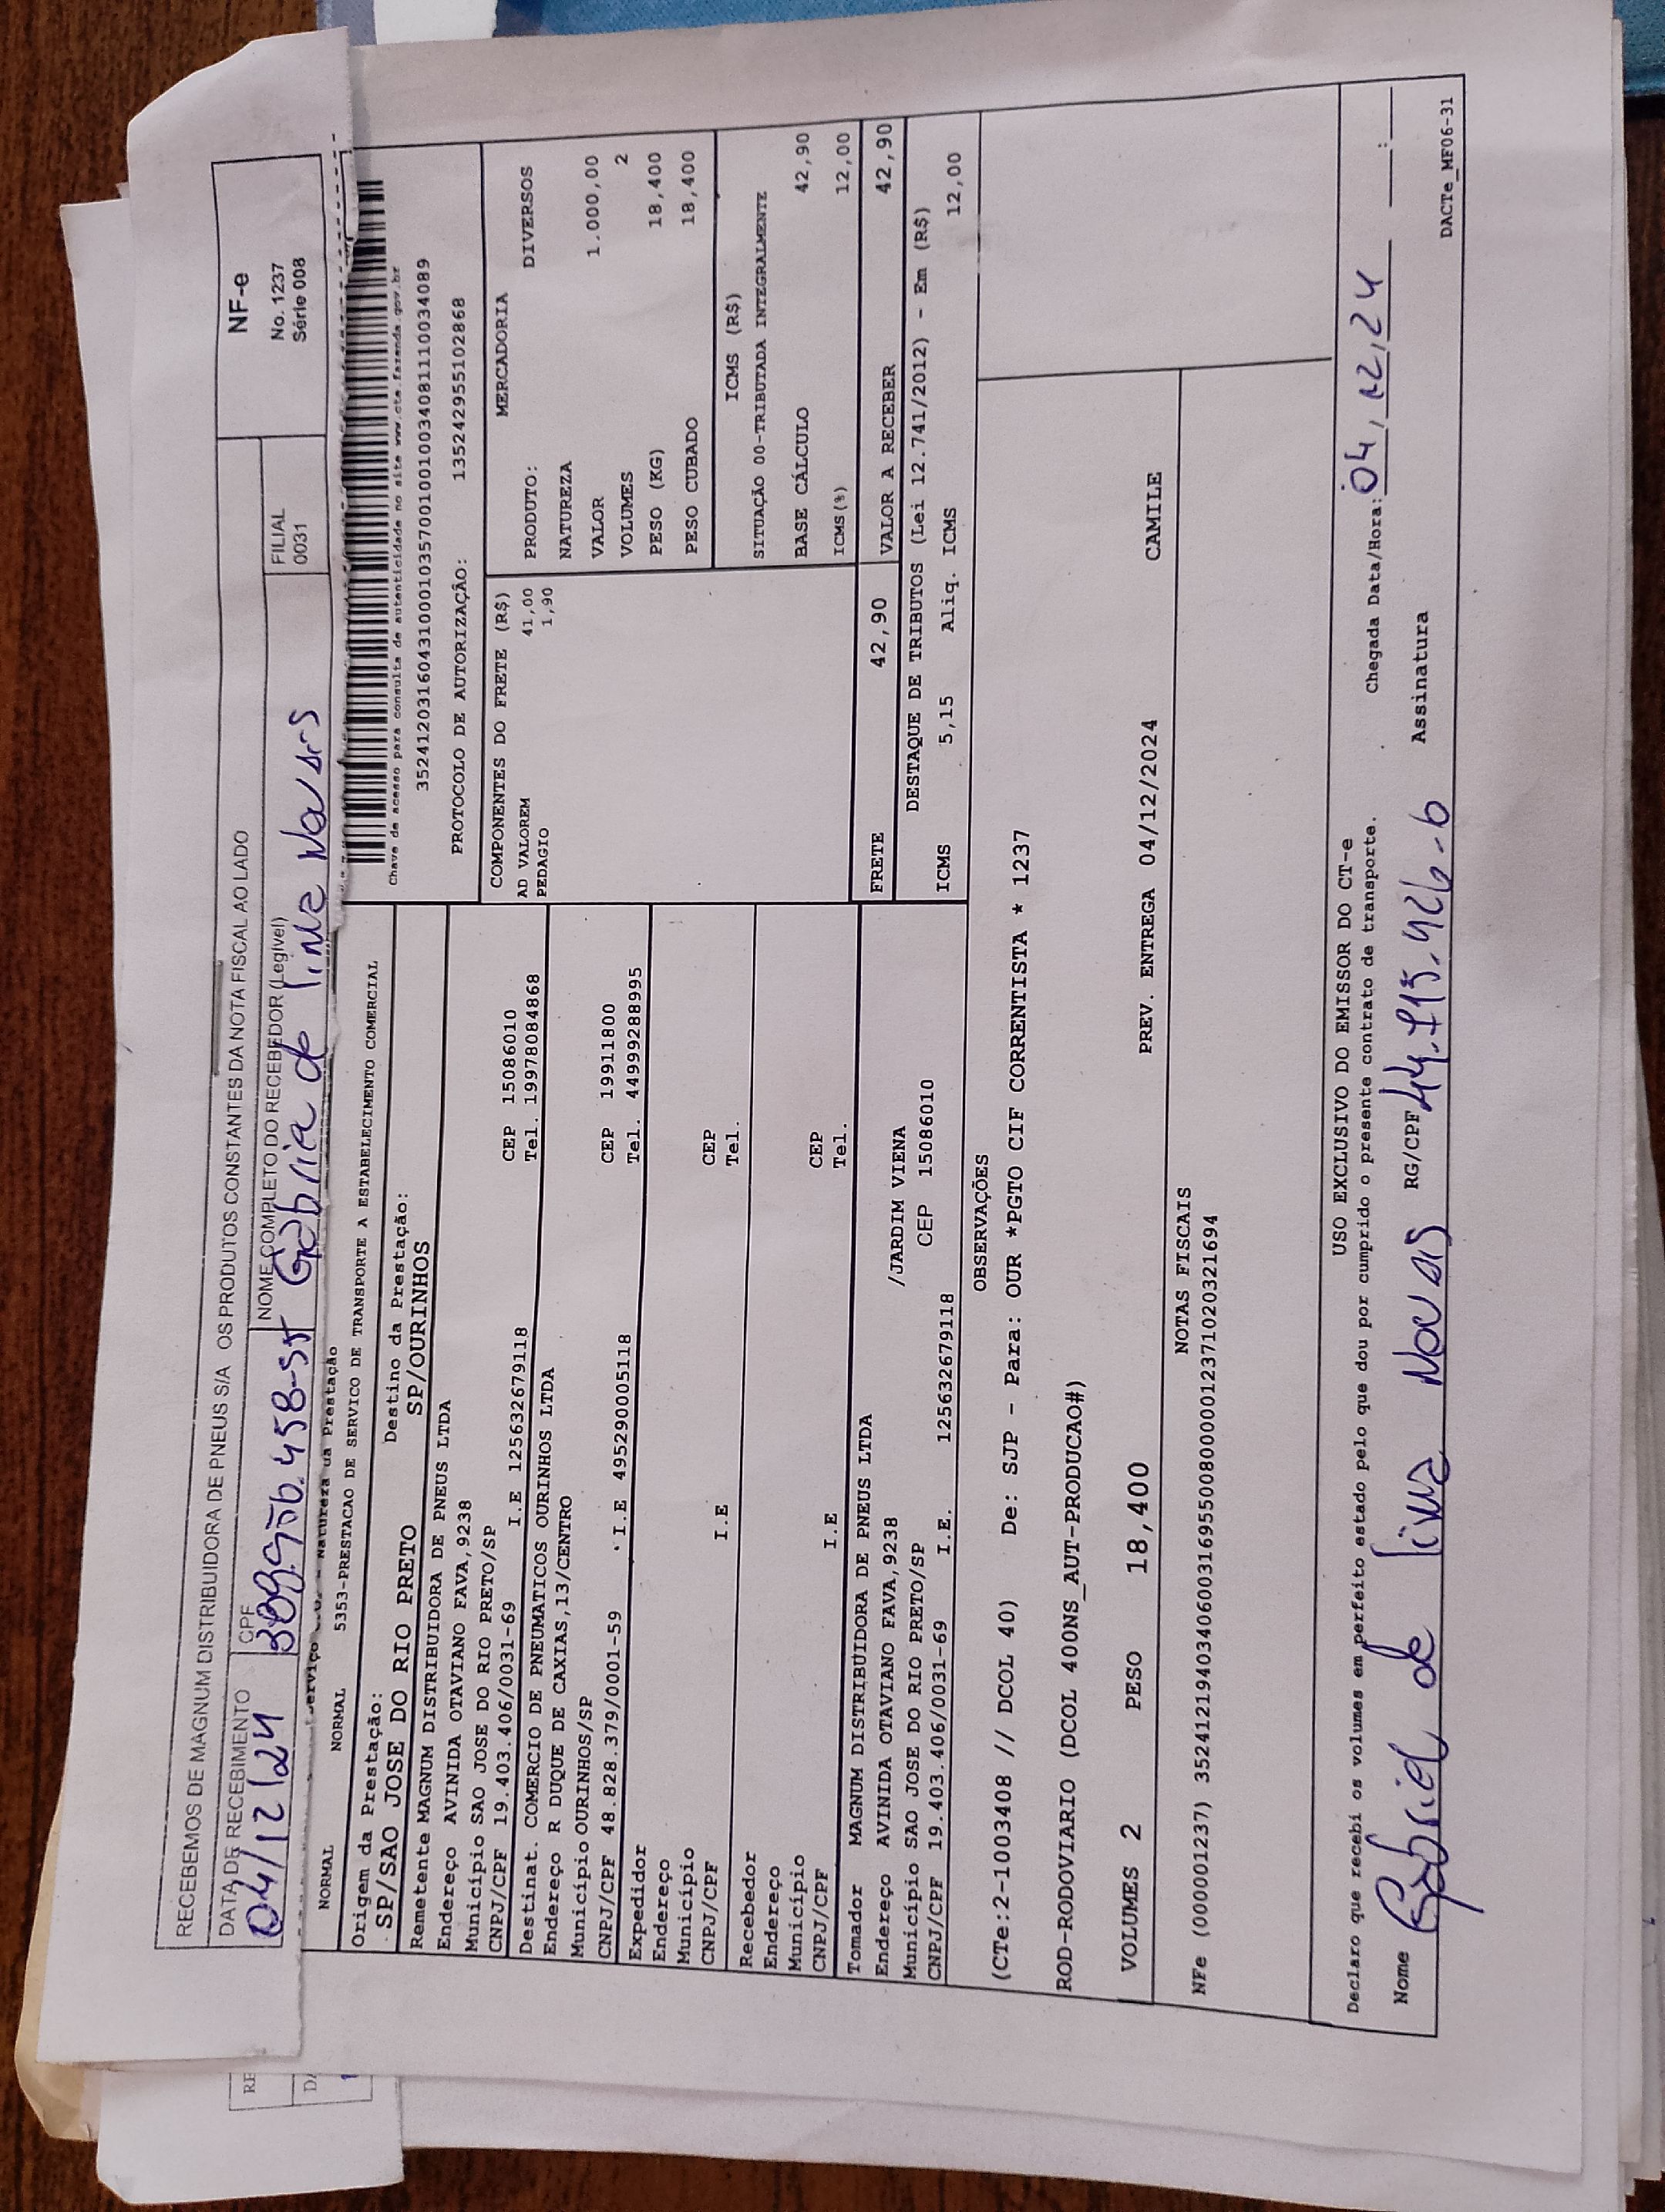 RECEBEMOS DE MAGNUM DISTRIBUIDORA DE PNEUS S/A OS PRODUTOS CONSTANTES DA NOTA FISCAL AO LADO
NF-e
No. 1237
Série 008
DATA DE RECEBIMENTO
04/12/24
CPF
NOME COMPLETO DO RECEBEDOR (Legível)
de lima
FILIAL
0031
Natureza da Prestação
NORMAL NORMAL 5353-PRESTACAO DE SERVICO DE TRANSPORTE A ESTABELECIMENTO COMERCIAL
Chave de acesso para consulta de autenticidade no site www.cte.fazenda.gov.br
35241203160431000103570010010034081110034089
PROTOCOLO DE AUTORIZAÇÃO: 135242955102868
Origem da Prestação: Destino da Prestação:
SP/SAO JOSE DO RIO PRETO SP/OURINHOS
Remetente MAGNUM DISTRIBUIDORA DE PNEUS LTDA
Endereço AVINIDA OTAVIANO FAVA,9238
Município SAO JOSE DO RIO PRETO/SP CEP 15086010
CNPJ/CPF 19.403.406/0031-69 I.E 125632679118 Tel. 1997808​4868
Destinat. COMERCIO DE PNEUMATICOS OURINHOS LTDA
Endereço R DUQUE DE CAXIAS,13/CENTRO
Município OURINHOS/SP CEP 19911800
CNPJ/CPF 48.828.379/0001-59 I.E 495290005118 Tel. 44999288995
Expedidor
Endereço
Município CEP
CNPJ/CPF I.E Tel.
Recebedor
Endereço
Município CEP
CNPJ/CPF I.E Tel.
Tomador MAGNUM DISTRIBUIDORA DE PNEUS LTDA
Endereço AVINIDA OTAVIANO FAVA,9238 /JARDIM VIENA
Município SAO JOSE DO RIO PRETO/SP CEP 15086010
CNPJ/CPF 19.403.406/0031-69 I.E. 125632679118
COMPONENTES DO FRETE (R$)
AD VALOREM 41,00
PEDAGIO 1,90
MERCADORIA
PRODUTO: DIVERSOS
NATUREZA
VALOR 1.000,00
VOLUMES 2
PESO (KG) 18,400
PESO CUBADO 18,400
ICMS (R$)
SITUAÇÃO 00-TRIBUTADA INTEGRALMENTE
BASE CÁLCULO 42,90
ICMS(%) 12,00
FRETE 42,90 VALOR A RECEBER 42,90
DESTAQUE DE TRIBUTOS (Lei 12.741/2012) - Em (R$)
ICMS 5,15 Aliq. ICMS 12,00
OBSERVAÇÕES
(CTe:2-1003408 // DCOL 40) De: SJP - Para: OUR *PGTO CIF CORRENTISTA * 1237
ROD-RODOVIARIO (DCOL 400NS_AUT-PRODUCAO#)
VOLUMES 2 PESO 18,400 PREV. ENTREGA 04/12/2024 CAMILE
NOTAS FISCAIS
NFe (000001237) 35241219403406003169550080000012371020321694
USO EXCLUSIVO DO EMISSOR DO CT-e
Declaro que recebi os volumes em perfeito estado pelo que dou por cumprido o presente contrato de transporte. Chegada Data/Hora: 04,12,24 :
Nome Gabriel de lima RG/CPF Assinatura
DACTe_MF06-31